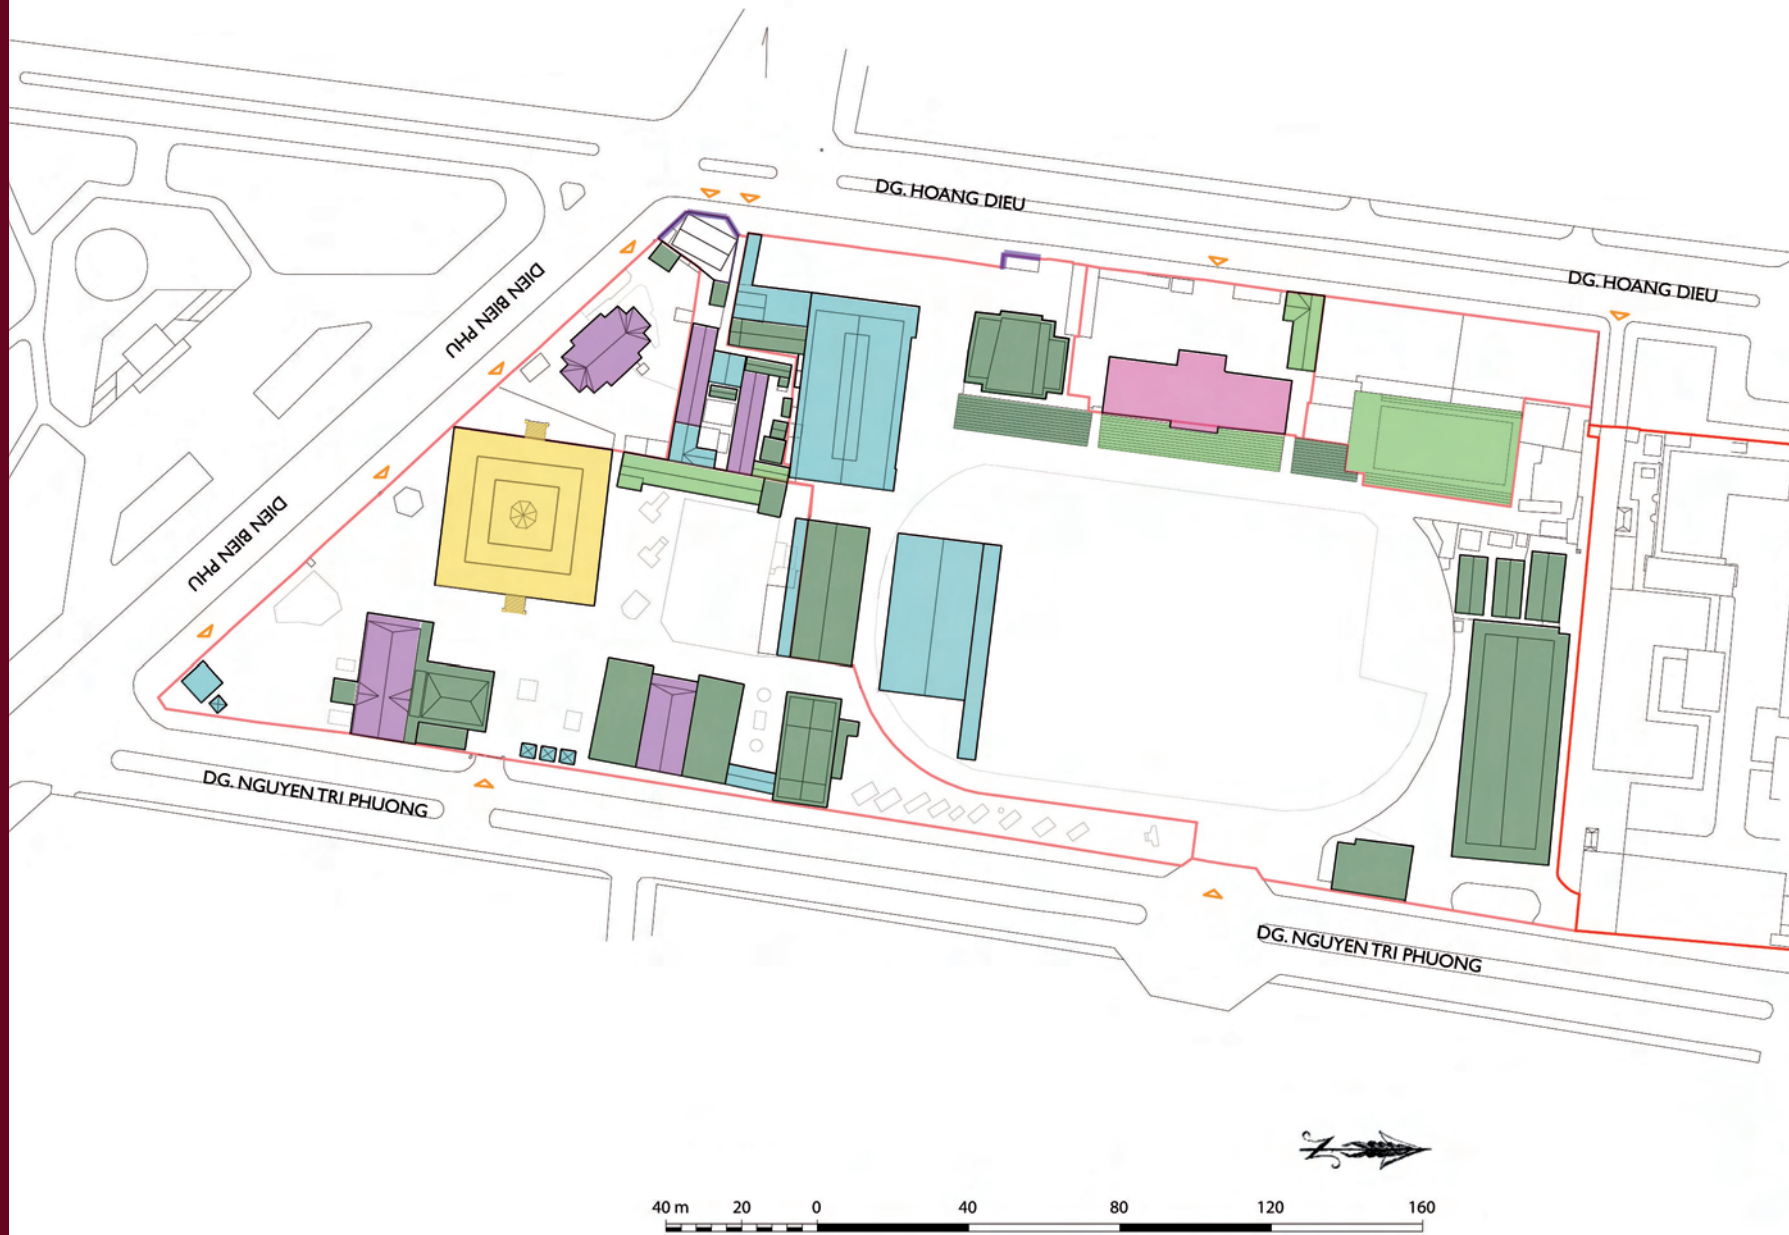 DG. HOANG DIEU
DG. HOANG DIEU
DIEN BIEN PHU
DIEN BIEN PHU
DG. NGUYEN TRI PHUONG
DG. NGUYEN TRI PHUONG
Z
40 m 20 0 40 80 120 160